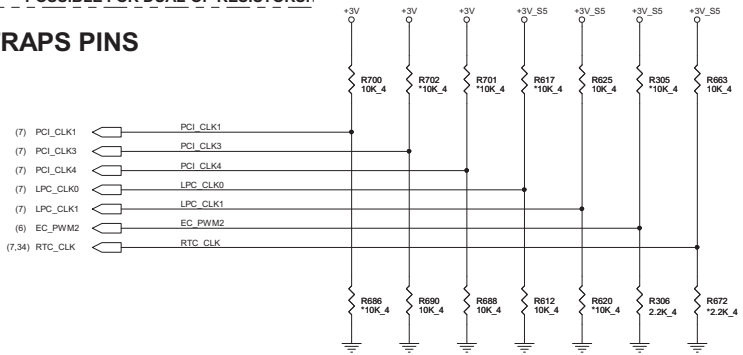 POSSIBLE FOR DUAL OP RESISTORS!!
TRAPS PINS
+3V +3V +3V +3V_S5 +3V_S5 +3V_S5 +3V_S5
R700 R702 R701 R617 R625 R305 R663
10K_4 *10K_4 *10K_4 *10K_4 10K_4 *10K_4 10K_4
(7) PCI_CLK1 PCI_CLK1
(7) PCI_CLK3 PCI_CLK3
(7) PCI_CLK4 PCI_CLK4
(7) LPC_CLK0 LPC_CLK0
(7) LPC_CLK1 LPC_CLK1
(6) EC_PWM2 EC_PWM2
(7,34) RTC_CLK RTC_CLK
R686 R690 R688 R612 R620 R306 R672
*10K_4 10K_4 10K_4 10K_4 *10K_4 2.2K_4 *2.2K_4